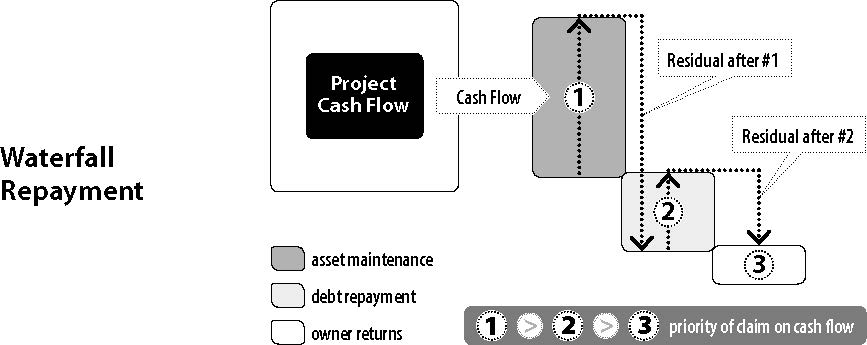 Waterfall
Repayment
Project
Cash Flow
Cash Flow
1
Residual after #1
Residual after #2
2
3
asset maintenance
debt repayment
owner returns
1 > 2 > 3 priority of claim on cash flow